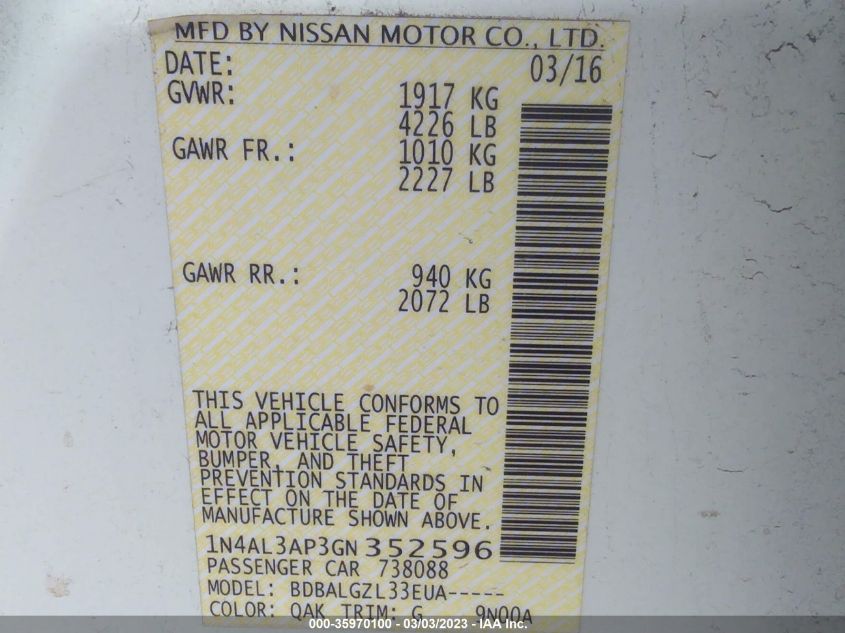 MFD BY NISSAN MOTOR CO., LTD.
DATE: 03/16
GVWR: 1917 KG
4226 LB
GAWR FR.: 1010 KG
2227 LB
GAWR RR.: 940 KG
2072 LB
THIS VEHICLE CONFORMS TO
ALL APPLICABLE FEDERAL
MOTOR VEHICLE SAFETY,
BUMPER, AND THEFT
PREVENTION STANDARDS IN
EFFECT ON THE DATE OF
MANUFACTURE SHOWN ABOVE.
1N4AL3AP3GN352596
PASSENGER CAR 738088
MODEL: BDBALGZL33EUA-----
COLOR: QAK TRIM: G 9N00A
000-35970100 - 03/03/2023 - IAA Inc.